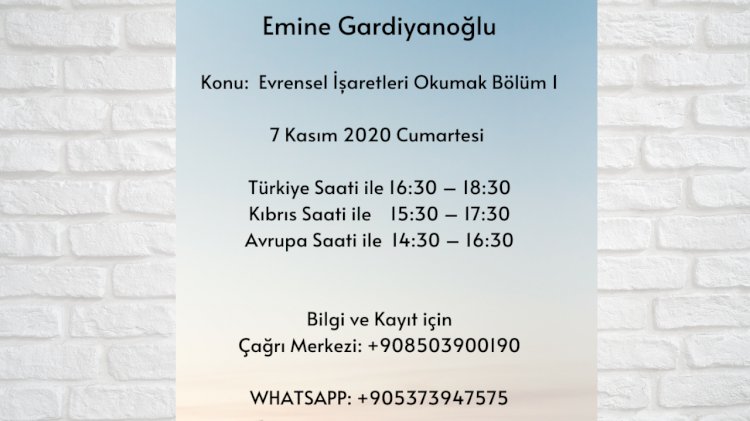 Emine Gardiyanoğlu
Konu: Evrensel İşaretleri Okumak Bölüm 1
7 Kasım 2020 Cumartesi
Türkiye Saati ile 16:30 – 18:30
Kıbrıs Saati ile 15:30 – 17:30
Avrupa Saati ile 14:30 – 16:30
Bilgi ve Kayıt için
Çağrı Merkezi: +908503900190
WHATSAPP: +905373947575